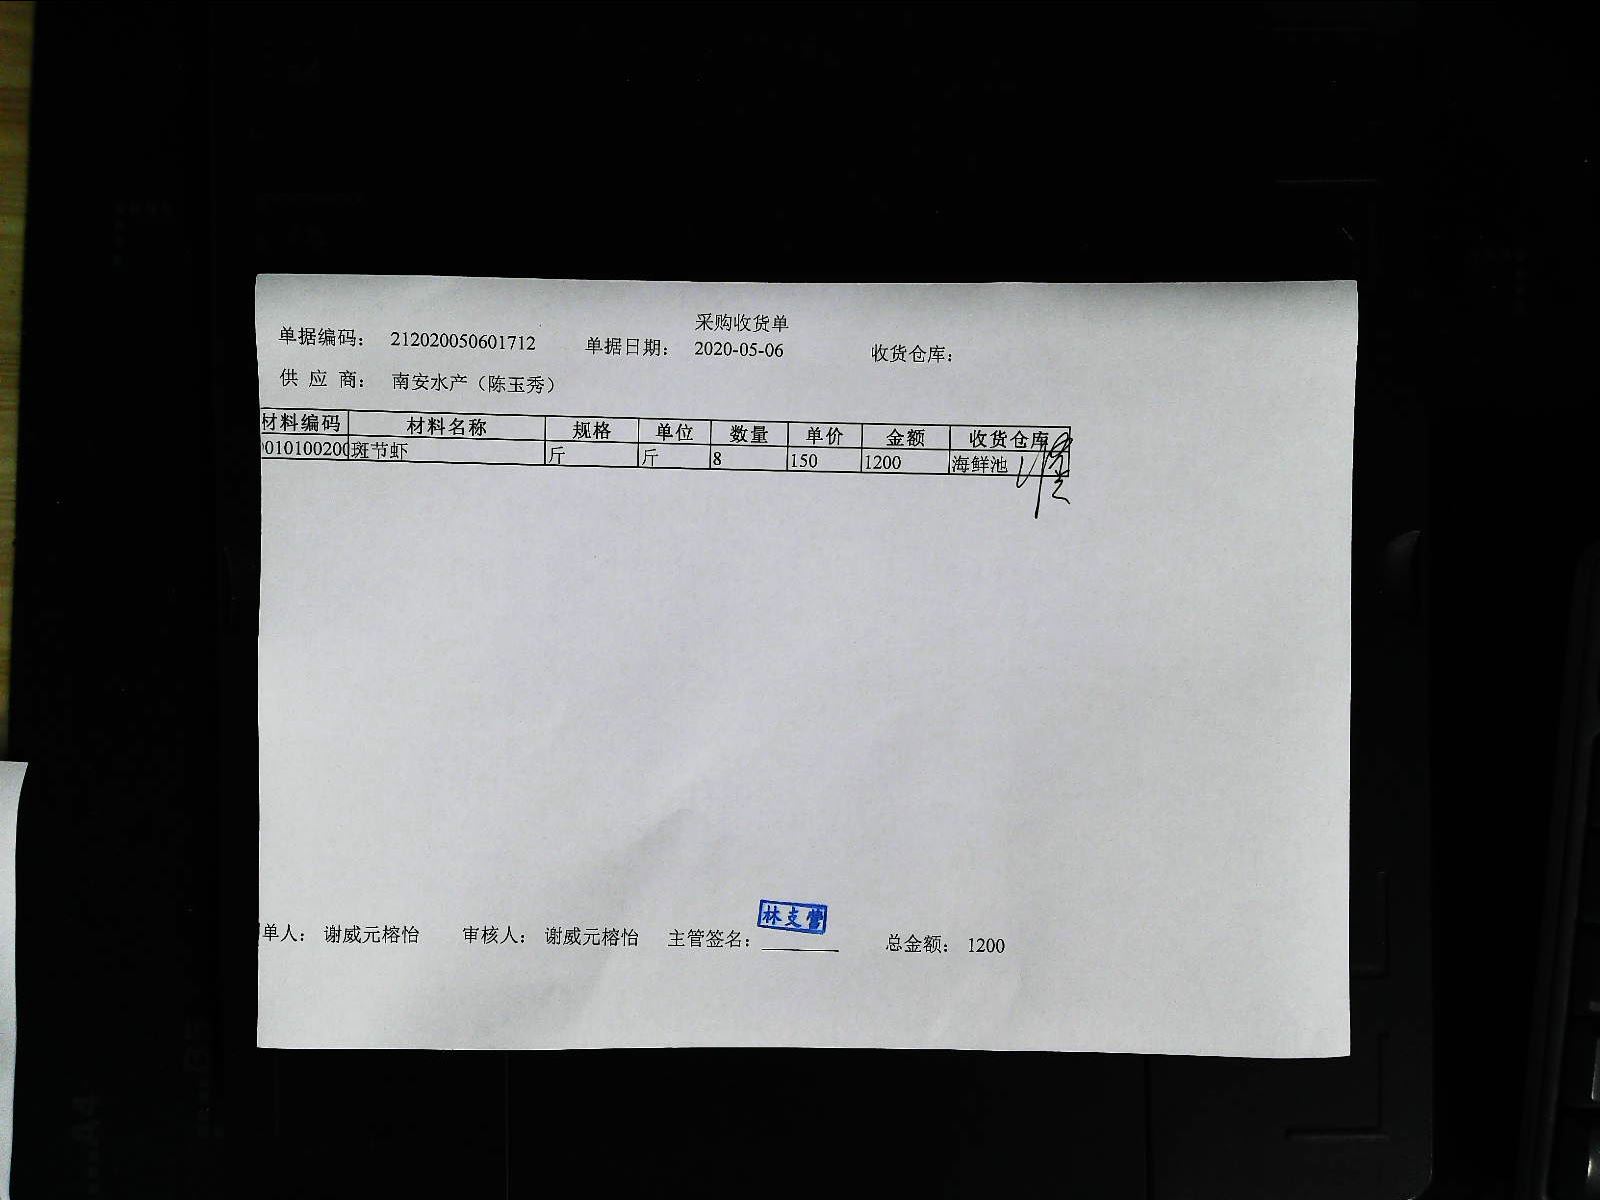 采购收货单
单据编码： 212020050601712 单据日期： 2020-05-06 收货仓库：
供 应 商： 南安水产（陈玉秀）
材料编码 材料名称 规格 单位 数量 单价 金额 收货仓库
010100200 斑节虾 斤 斤 8 150 1200 海鲜池
单人： 谢威元榕怡 审核人： 谢威元榕怡 主管签名： 林支营 总金额： 1200